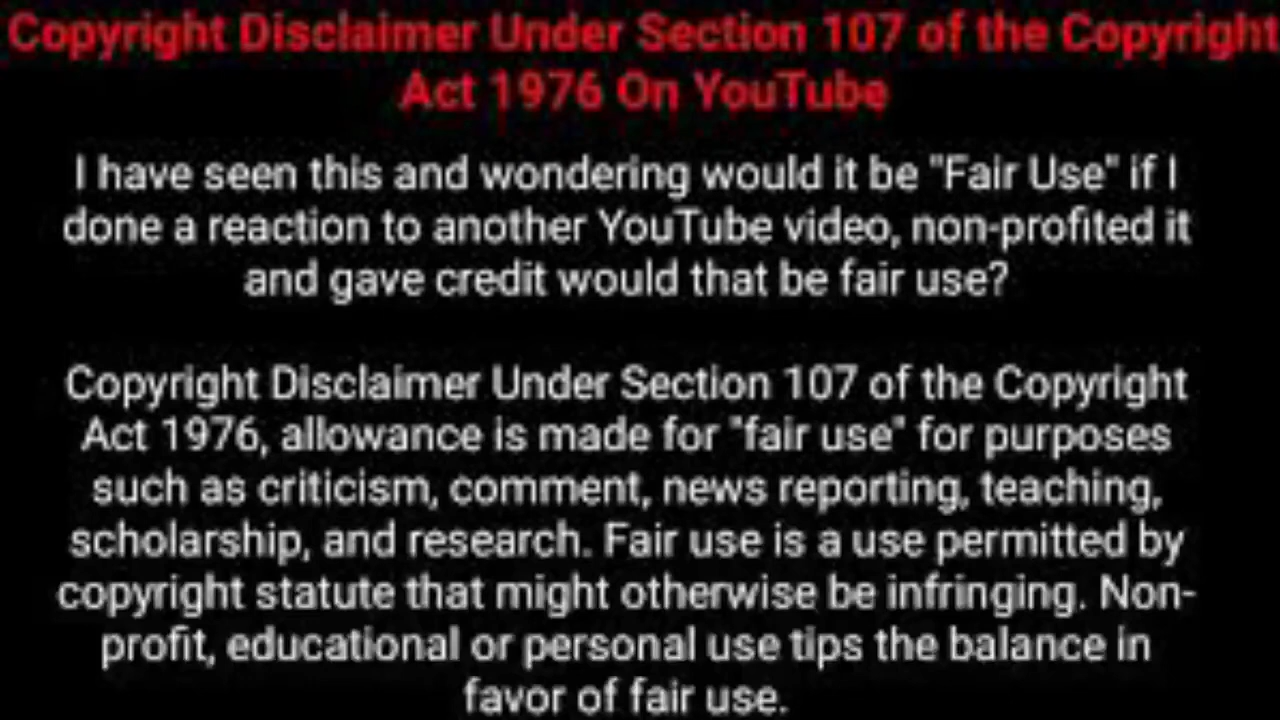 Copyright Disclaimer Under Section 107 of the Copyright
Act 1976 On YouTube
I have seen this and wondering would it be "Fair Use" if I
done a reaction to another YouTube video, non-profited it
and gave credit would that be fair use?
Copyright Disclaimer Under Section 107 of the Copyright
Act 1976, allowance is made for "fair use" for purposes
such as criticism, comment, news reporting, teaching,
scholarship, and research. Fair use is a use permitted by
copyright statute that might otherwise be infringing. Non-
profit, educational or personal use tips the balance in
favor of fair use.